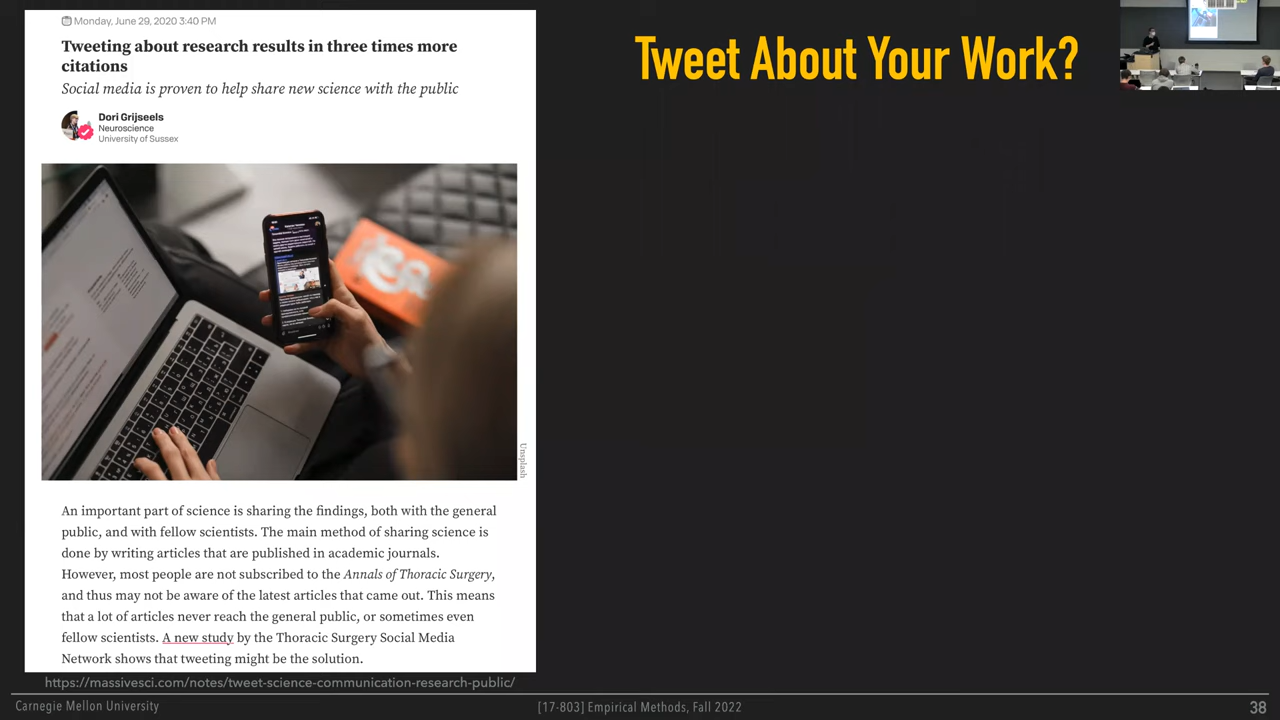 Monday, June 29, 2020 3:40 PM
Tweeting about research results in three times more
citations
Social media is proven to help share new science with the public
Dori Grijseels
Neuroscience
University of Sussex
Unsplash
An important part of science is sharing the findings, both with the general
public, and with fellow scientists. The main method of sharing science is
done by writing articles that are published in academic journals.
However, most people are not subscribed to the Annals of Thoracic Surgery,
and thus may not be aware of the latest articles that came out. This means
that a lot of articles never reach the general public, or sometimes even
fellow scientists. A new study by the Thoracic Surgery Social Media
Network shows that tweeting might be the solution.
https://massivesci.com/notes/tweet-science-communication-research-public/
Tweet About Your Work?
Carnegie Mellon University
[17-803] Empirical Methods, Fall 2022
38